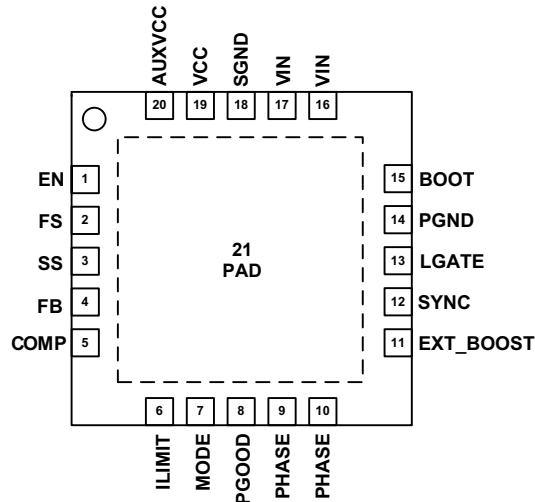 AUXVCC
VCC
SGND
VIN
VIN
20
19
18
17
16
EN
1
FS
2
SS
3
FB
4
COMP
5
21
PAD
15
BOOT
14
PGND
13
LGATE
12
SYNC
11
EXT_BOOST
6
7
8
9
10
ILIMIT
MODE
PGOOD
PHASE
PHASE